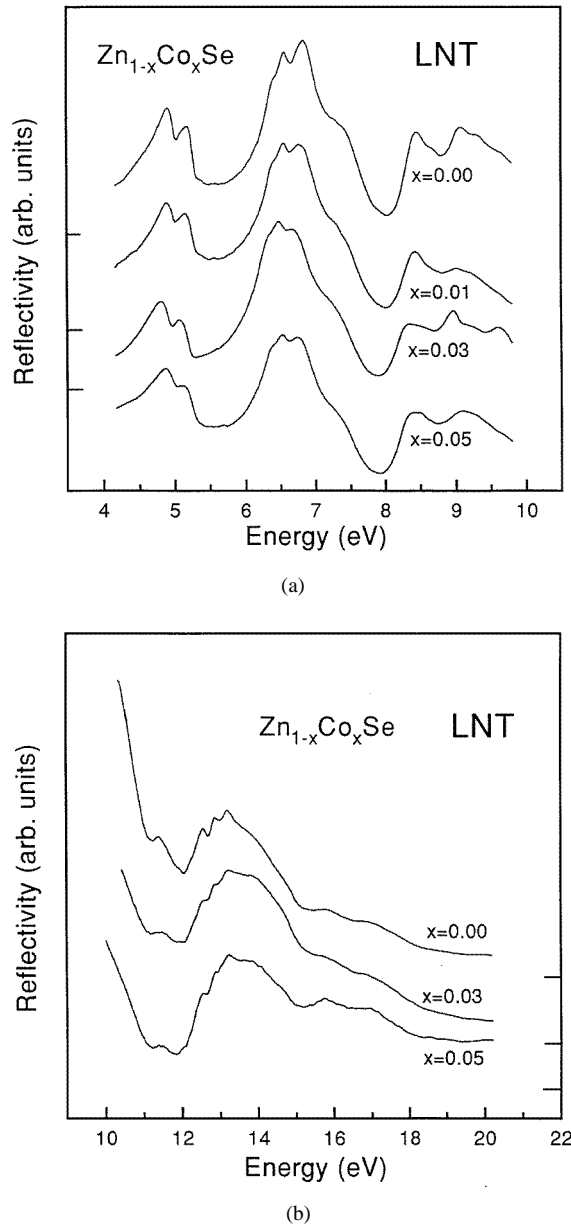 Zn1-xCoxSe LNT
Reflectivity (arb. units)
x=0.00
x=0.01
x=0.03
x=0.05
4 5 6 7 8 9 10
Energy (eV)
(a)
Zn1-xCoxSe LNT
Reflectivity (arb. units)
x=0.00
x=0.03
x=0.05
10 12 14 16 18 20 22
Energy (eV)
(b)